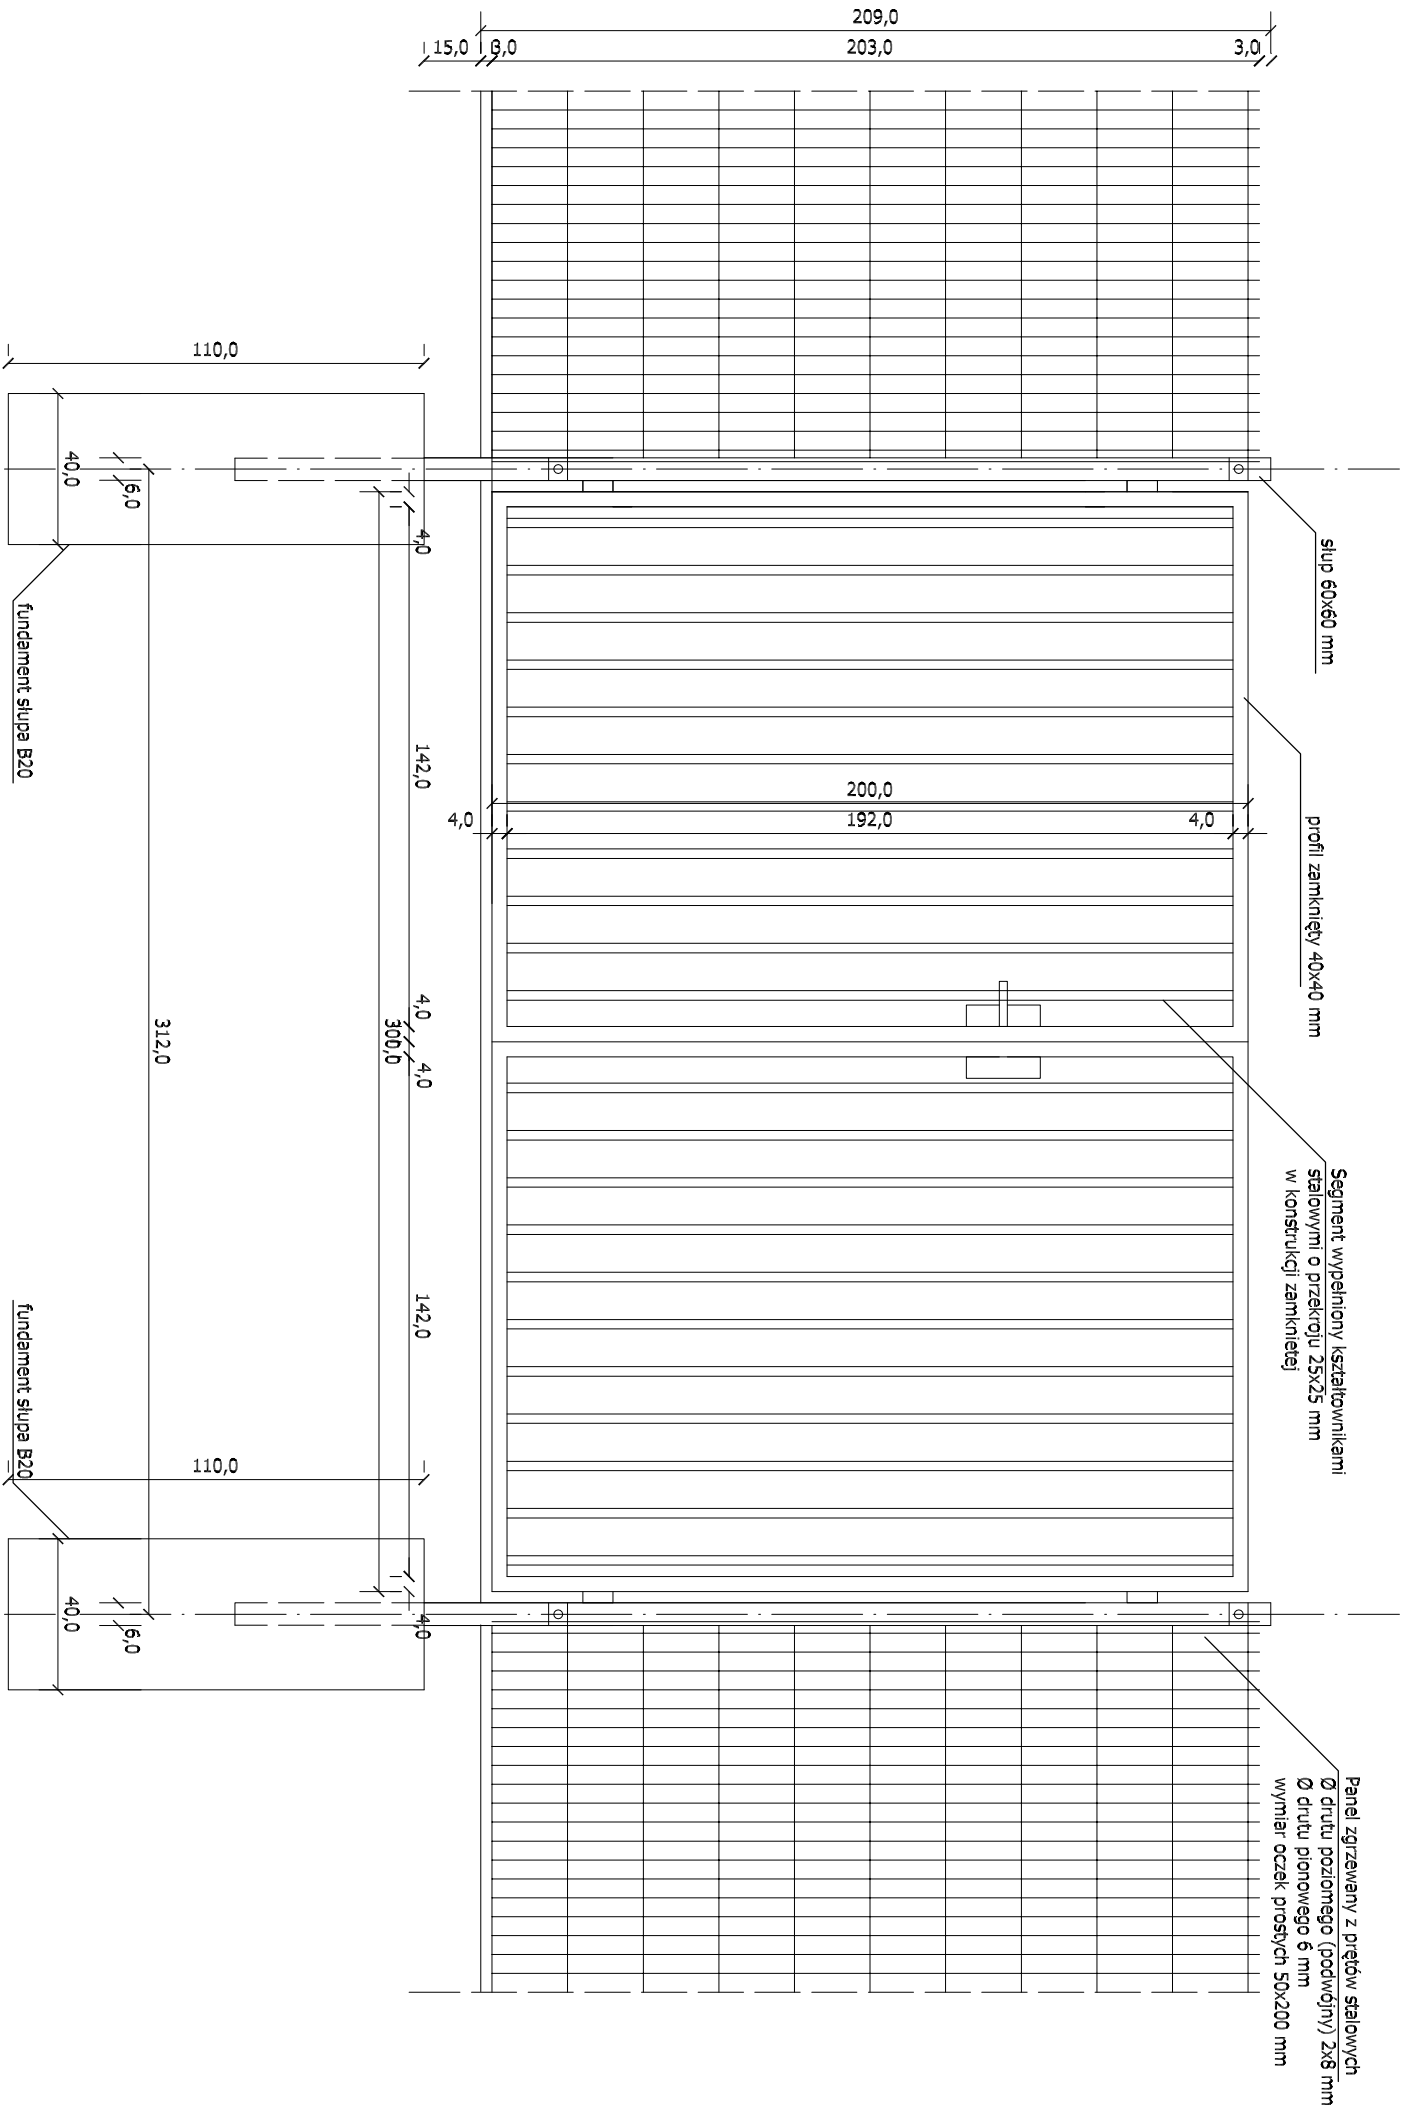 209,0
15,0
3,0
203,0
3,0
110,0
40,0
6,0
4,0
słup 60x60 mm
fundament słupa B20
142,0
200,0
4,0
192,0
4,0
profil zamknięty 40x40 mm
4,0
300,0
312,0
4,0
Segment wypełniony kształtownikami
stalowymi o przekroju 25x25 mm
w konstrukcji zamknietej
142,0
fundament słupa B20
110,0
40,0
6,0
4,0
Panel zgrzewany z prętów stalowych
Ø drutu poziomego (podwójny) 2x8 mm
Ø drutu pionowego 6 mm
wymiar oczek prostych 50x200 mm